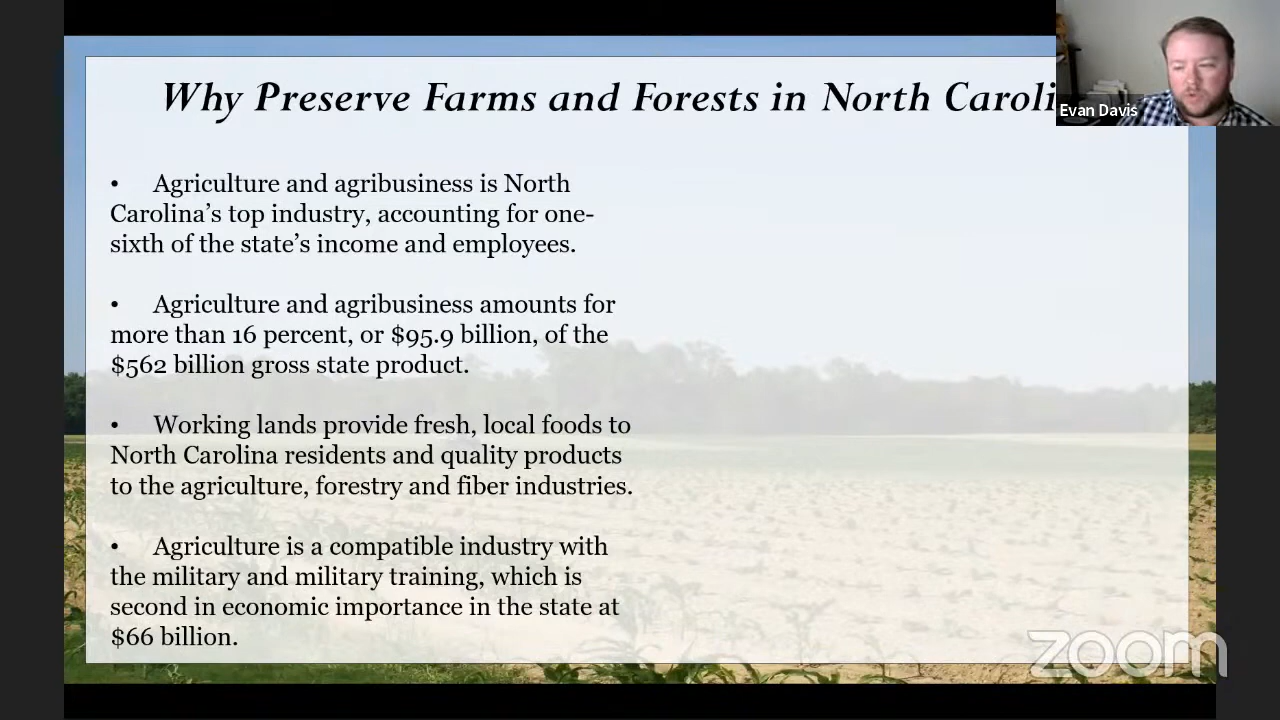 Why Preserve Farms and Forests in North Caroli
Evan Davis
• Agriculture and agribusiness is North
Carolina’s top industry, accounting for one-
sixth of the state’s income and employees.
• Agriculture and agribusiness amounts for
more than 16 percent, or $95.9 billion, of the
$562 billion gross state product.
• Working lands provide fresh, local foods to
North Carolina residents and quality products
to the agriculture, forestry and fiber industries.
• Agriculture is a compatible industry with
the military and military training, which is
second in economic importance in the state at
$66 billion.
zoom